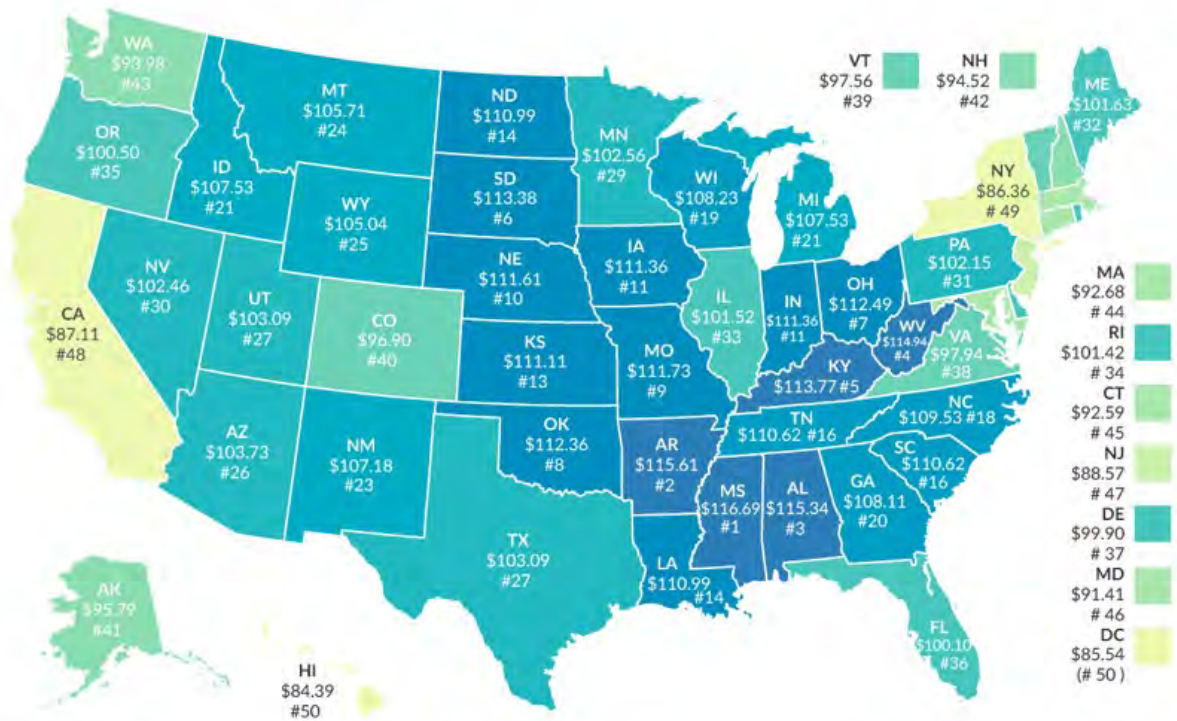 WA
$93.98
#43
OR
$100.50
#35
CA
$87.11
#48
NV
$102.46
#30
ID
$107.53
#21
MT
$105.71
#24
WY
$105.04
#25
UT
$103.09
#27
CO
$96.90
#40
AZ
$103.73
#26
NM
$107.18
#23
ND
$110.99
#14
SD
$113.38
#6
NE
$111.61
#10
KS
$111.11
#13
OK
$112.36
#8
TX
$103.09
#27
MN
$102.56
#29
IA
$111.36
#11
MO
$111.73
#9
AR
$115.61
#2
LA
$110.99
#14
WI
$108.23
#19
IL
$101.52
#33
MI
$107.53
#21
IN
$111.36
#11
OH
$112.49
#7
KY
$113.77 #5
WV
$114.94
#4
VA
$97.94
#38
TN
$110.62 #16
NC
$109.53 #18
SC
$110.62
#16
MS
$116.69
#1
AL
$115.34
#3
GA
$108.11
#20
FL
$100.10
#36
PA
$102.15
#31
NY
$86.36
# 49
VT
$97.56
#39
NH
$94.52
#42
ME
$101.63
#32
MA
$92.68
# 44
RI
$101.42
# 34
CT
$92.59
# 45
NJ
$88.57
# 47
DE
$99.90
# 37
MD
$91.41
# 46
DC
$85.54
(# 50 )
AK
$95.79
#41
HI
$84.39
#50